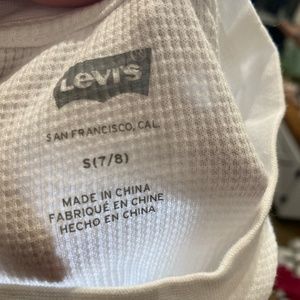 Levi's
SAN FRANCISCO, CAL.
S(7/8)
MADE IN CHINA
FABRIQUÉ EN CHINE
HECHO EN CHINA